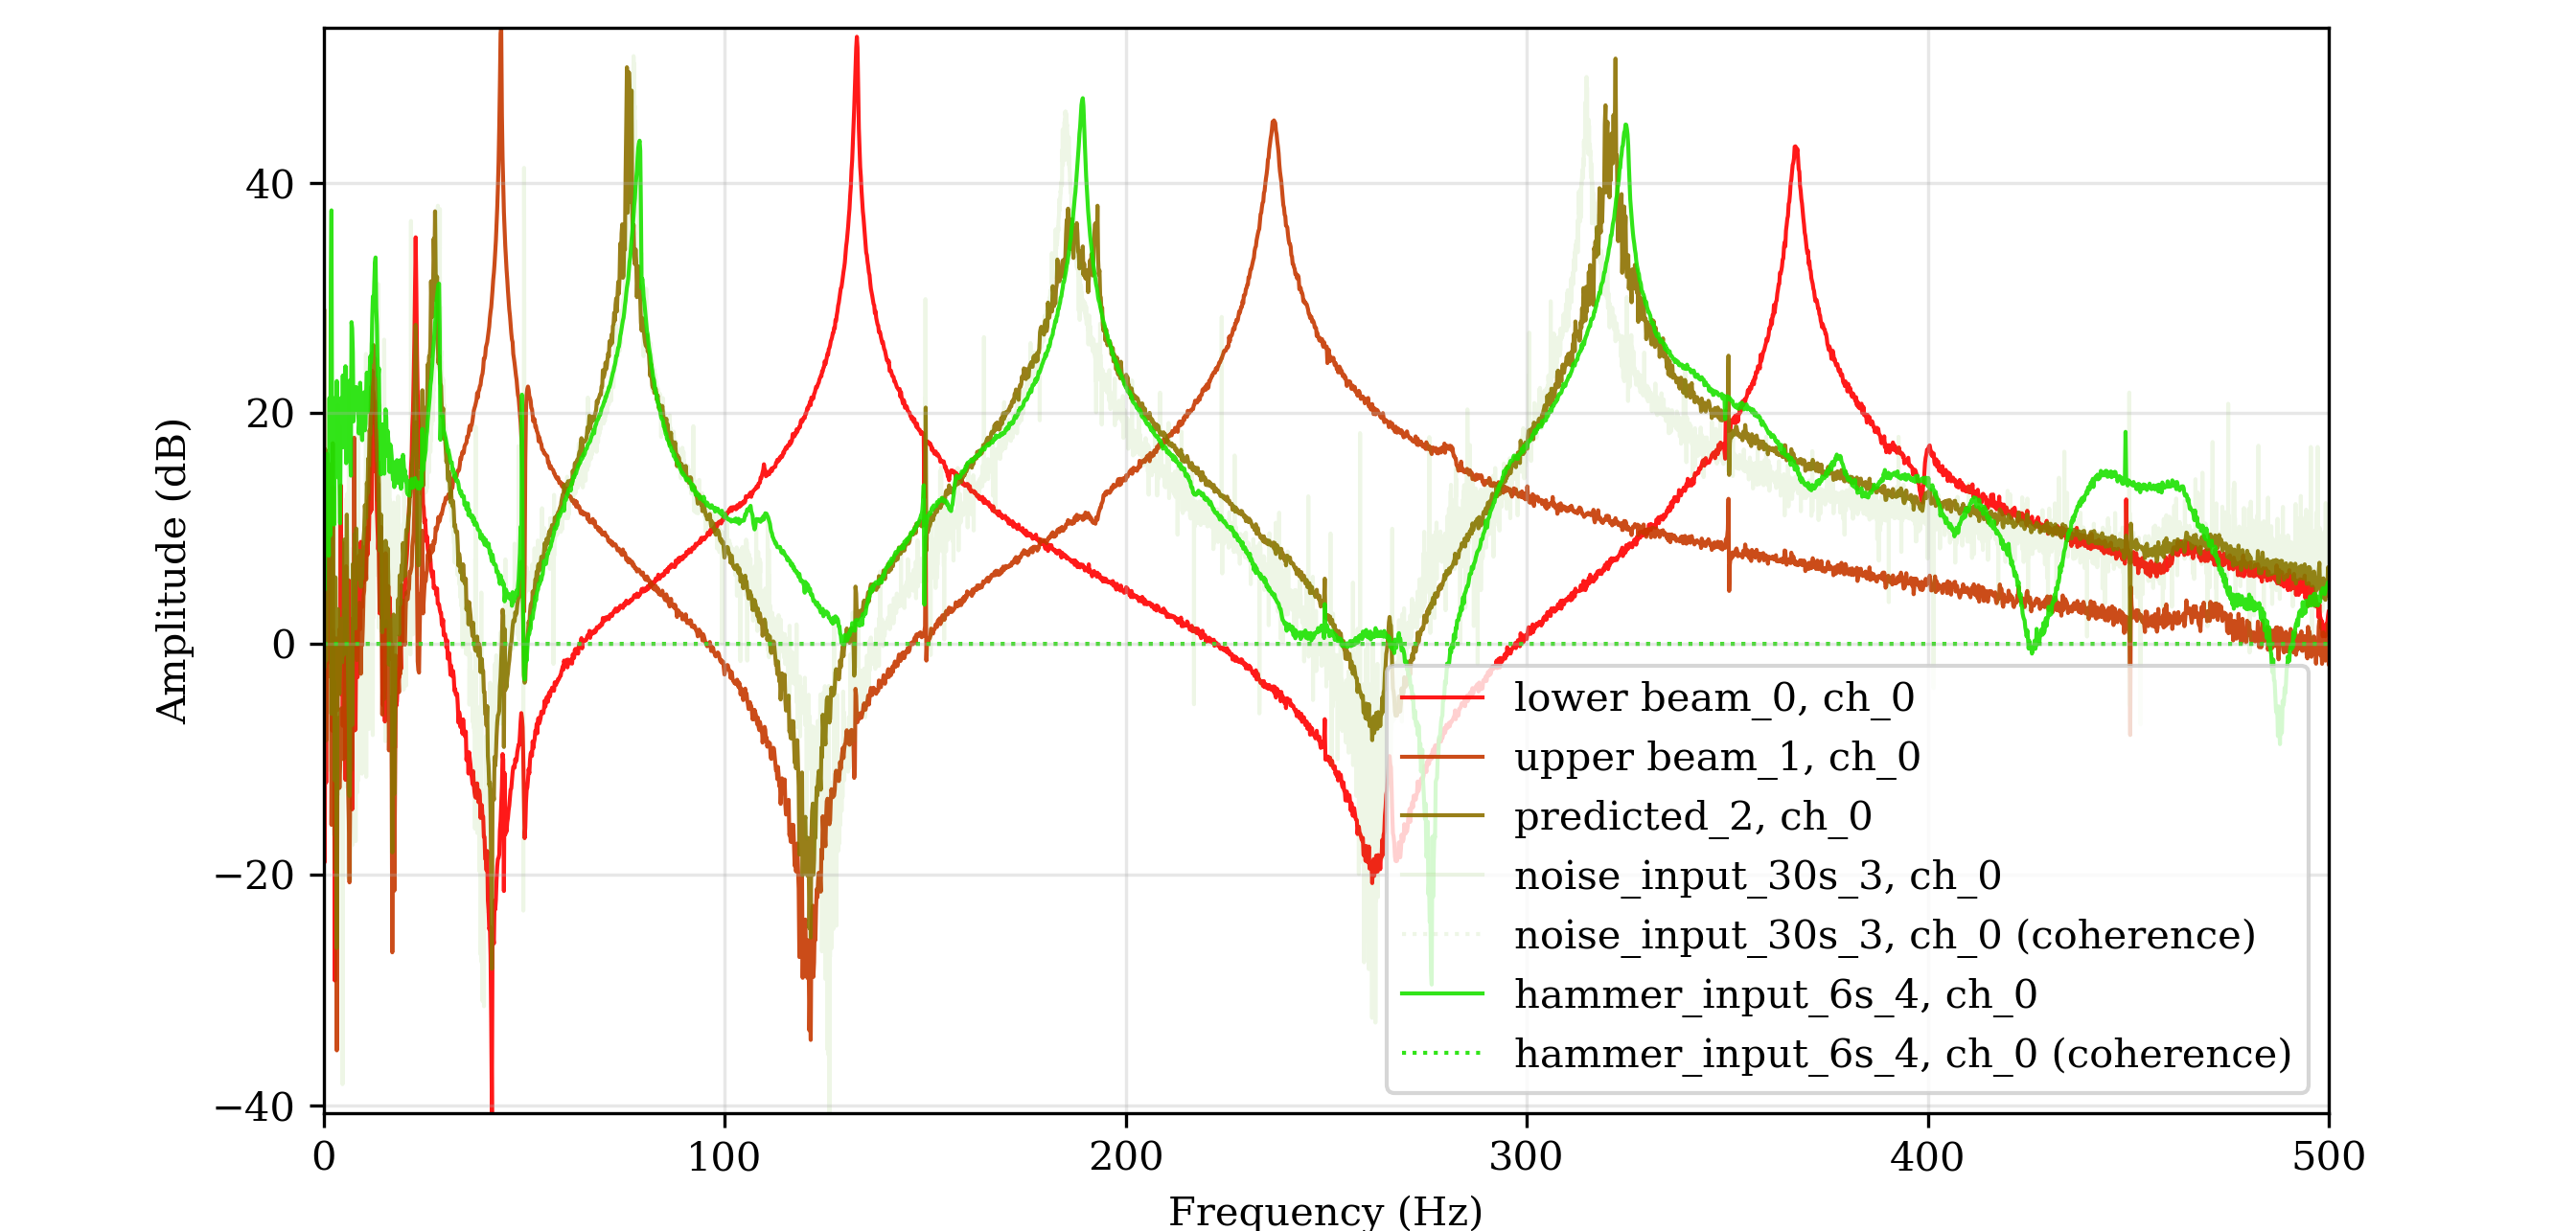 40
20
0
−20
−40
Amplitude (dB)
lower beam_0, ch_0
upper beam_1, ch_0
predicted_2, ch_0
noise_input_30s_3, ch_0
noise_input_30s_3, ch_0 (coherence)
hammer_input_6s_4, ch_0
hammer_input_6s_4, ch_0 (coherence)
0 100 200 300 400 500
Frequency (Hz)